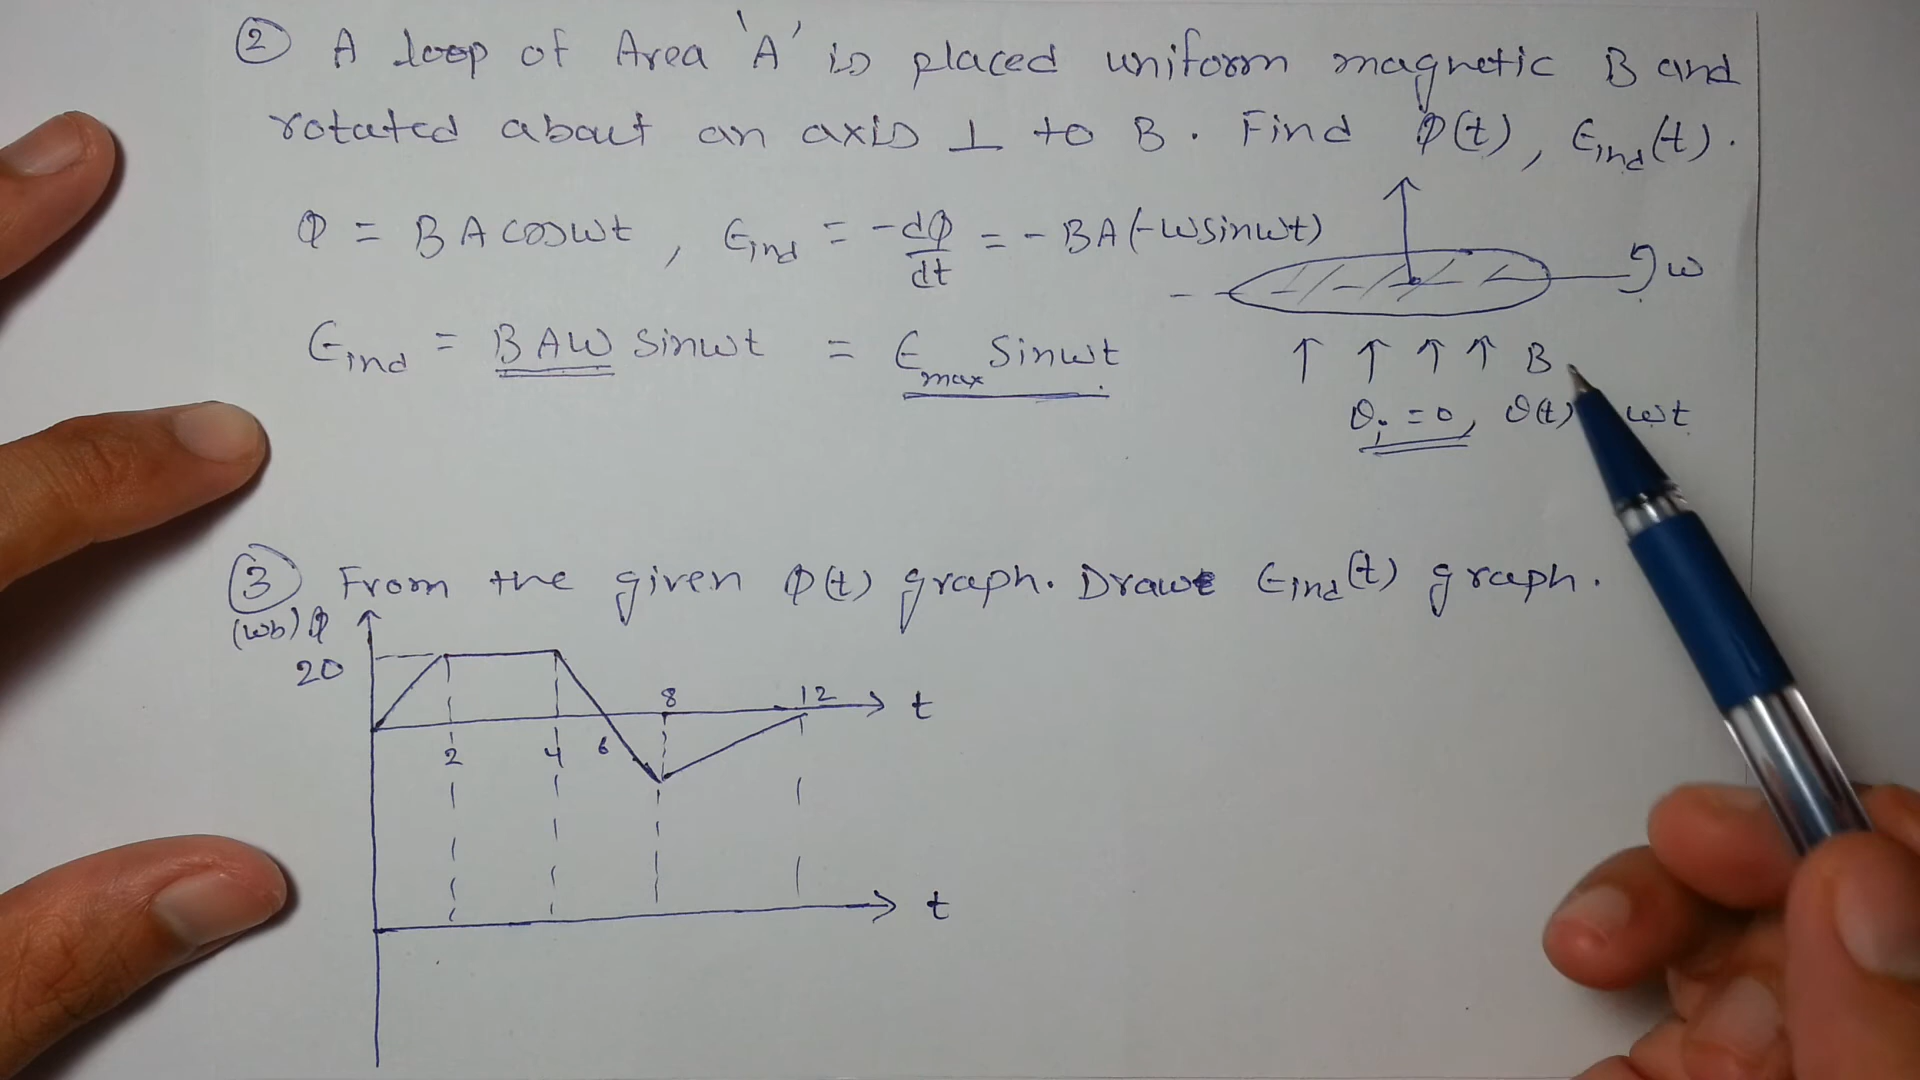 ② A loop of Area 'A' is placed uniform magnetic B and
rotated about an axis ⊥ to B. Find φ(t), Eind(t).
φ = BA cosωt, Eind = -dφ/dt = -BA(-ωsinωt)
ω
Eind = BAω sinωt = Emax sinωt
↑ ↑ ↑ ↑ B
θi = 0, θ(t) ωt
③ From the given φ(t) graph. Draw Eind(t) graph.
(wb) φ
20
8 12 t
2 4 6
t